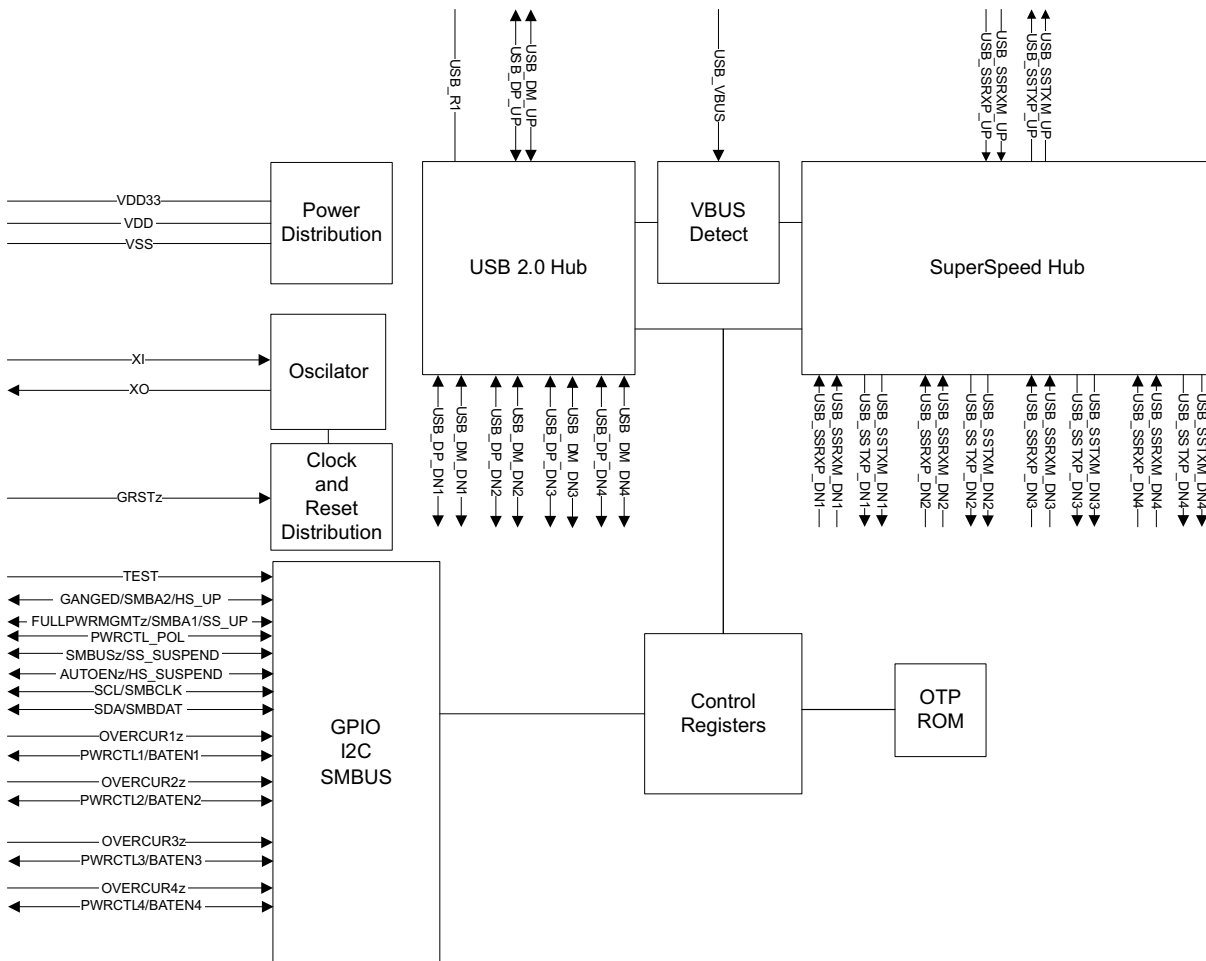 USB_R1
USB_DP_UP
USB_DM_UP
USB_VBUS
USB_SSRXP_UP
USB_SSRXM_UP
USB_SSTXP_UP
USB_SSTXM_UP
VDD33
VDD
VSS
Power
Distribution
USB 2.0 Hub
VBUS
Detect
SuperSpeed Hub
XI
XO
Oscilator
GRSTz
Clock
and
Reset
Distribution
USB_DP_DN1
USB_DM_DN1
USB_DP_DN2
USB_DM_DN2
USB_DP_DN3
USB_DM_DN3
USB_DP_DN4
USB_DM_DN4
USB_SSRXP_DN1
USB_SSRXM_DN1
USB_SSTXP_DN1
USB_SSTXM_DN1
USB_SSRXP_DN2
USB_SSRXM_DN2
USB_SSTXP_DN2
USB_SSTXM_DN2
USB_SSRXP_DN3
USB_SSRXM_DN3
USB_SSTXP_DN3
USB_SSTXM_DN3
USB_SSRXP_DN4
USB_SSRXM_DN4
USB_SSTXP_DN4
USB_SSTXM_DN4
TEST
GANGED/SMBA2/HS_UP
FULLPWRMGMTz/SMBA1/SS_UP
PWRCTL_POL
SMBUSz/SS_SUSPEND
AUTOENz/HS_SUSPEND
SCL/SMBCLK
SDA/SMBDAT
OVERCUR1z
PWRCTL1/BATEN1
OVERCUR2z
PWRCTL2/BATEN2
OVERCUR3z
PWRCTL3/BATEN3
OVERCUR4z
PWRCTL4/BATEN4
GPIO
I2C
SMBUS
Control
Registers
OTP
ROM